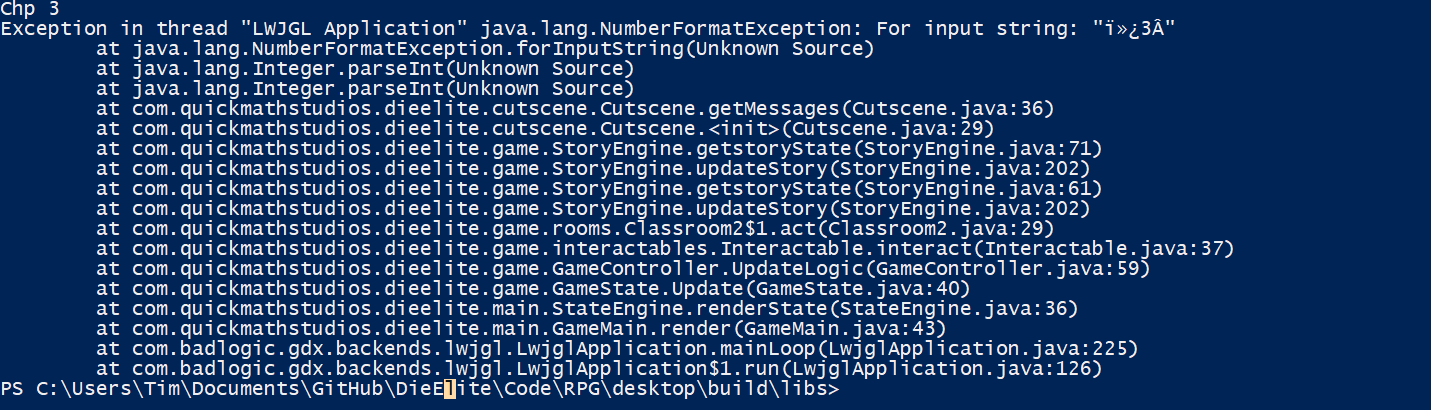 Chp 3
Exception in thread "LWJGL Application" java.lang.NumberFormatException: For input string: "ï»¿3Â"
        at java.lang.NumberFormatException.forInputString(Unknown Source)
        at java.lang.Integer.parseInt(Unknown Source)
        at java.lang.Integer.parseInt(Unknown Source)
        at com.quickmathstudios.dieelite.cutscene.Cutscene.getMessages(Cutscene.java:36)
        at com.quickmathstudios.dieelite.cutscene.Cutscene.<init>(Cutscene.java:29)
        at com.quickmathstudios.dieelite.game.StoryEngine.getstoryState(StoryEngine.java:71)
        at com.quickmathstudios.dieelite.game.StoryEngine.updateStory(StoryEngine.java:202)
        at com.quickmathstudios.dieelite.game.StoryEngine.getstoryState(StoryEngine.java:61)
        at com.quickmathstudios.dieelite.game.StoryEngine.updateStory(StoryEngine.java:202)
        at com.quickmathstudios.dieelite.game.rooms.Classroom2$1.act(Classroom2.java:29)
        at com.quickmathstudios.dieelite.game.interactables.Interactable.interact(Interactable.java:37)
        at com.quickmathstudios.dieelite.game.GameController.UpdateLogic(GameController.java:59)
        at com.quickmathstudios.dieelite.game.GameState.Update(GameState.java:40)
        at com.quickmathstudios.dieelite.main.StateEngine.renderState(StateEngine.java:36)
        at com.quickmathstudios.dieelite.main.GameMain.render(GameMain.java:43)
        at com.badlogic.gdx.backends.lwjgl.LwjglApplication.mainLoop(LwjglApplication.java:225)
        at com.badlogic.gdx.backends.lwjgl.LwjglApplication$1.run(LwjglApplication.java:126)
PS C:\Users\Tim\Documents\GitHub\DieElite\Code\RPG\desktop\build\libs>